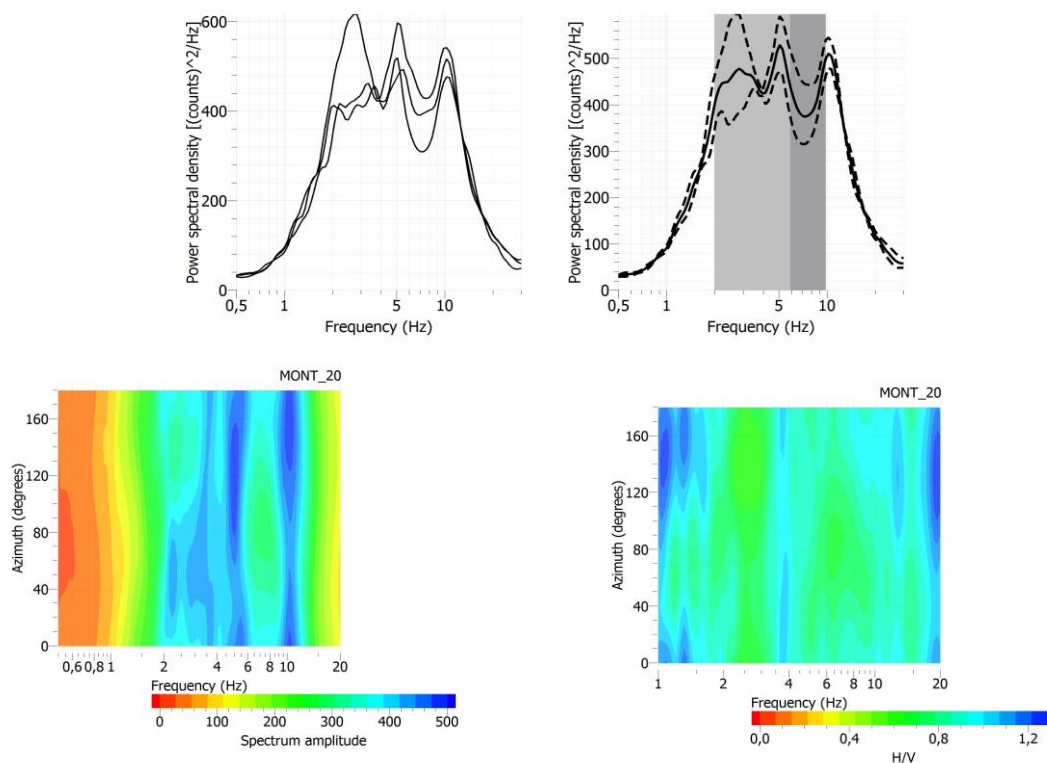 Power spectral density [(counts)^2/Hz]
600
400
200
0
0,5 1 5 10
Frequency (Hz)
Power spectral density [(counts)^2/Hz]
500
400
300
200
100
0
0,5 1 5 10
Frequency (Hz)
MONT_20
Azimuth (degrees)
160
120
80
40
0
0,6 0,8 1 2 4 6 8 10 20
Frequency (Hz)
0 100 200 300 400 500
Spectrum amplitude
MONT_20
Azimuth (degrees)
160
120
80
40
0
1 2 4 6 8 10 20
Frequency (Hz)
0,0 0,4 0,8 1,2
H/V